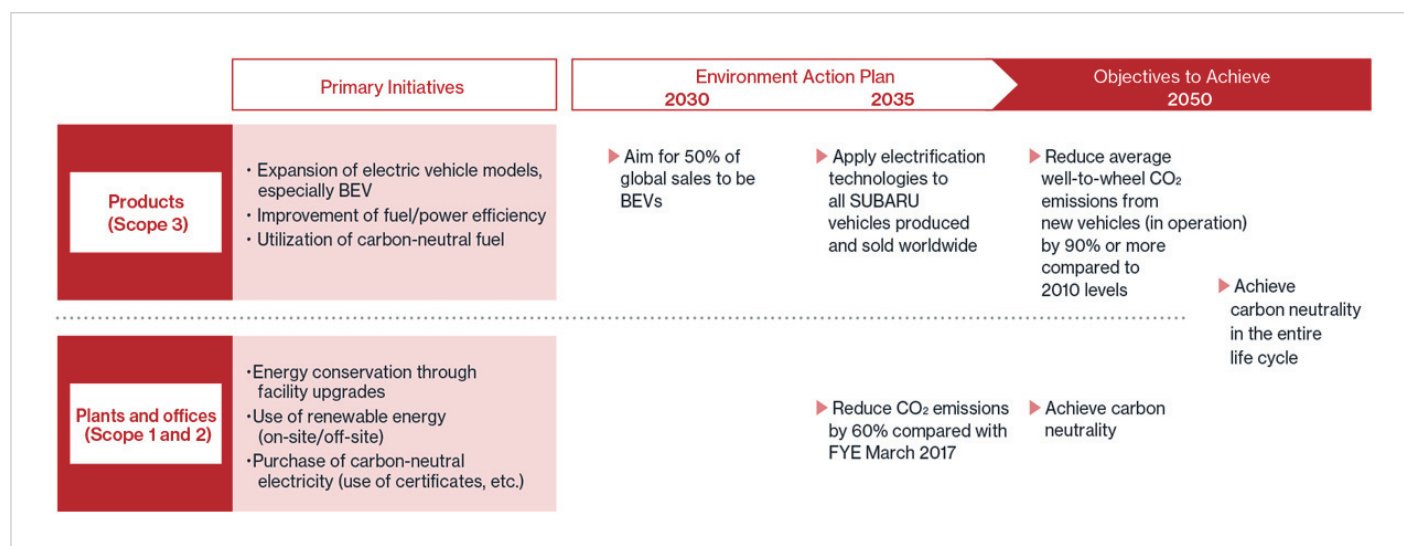 Primary Initiatives
Environment Action Plan
2030
2035
Objectives to Achieve
2050
Products
(Scope 3)
・Expansion of electric vehicle models,
especially BEV
・Improvement of fuel/power efficiency
・Utilization of carbon-neutral fuel
▶ Aim for 50% of
global sales to be
BEVs
▶ Apply electrification
technologies to
all SUBARU
vehicles produced
and sold worldwide
▶ Reduce average
well-to-wheel CO₂
emissions from
new vehicles (in operation)
by 90% or more
compared to
2010 levels
▶ Achieve
carbon neutrality
in the entire
life cycle
Plants and offices
(Scope 1 and 2)
・Energy conservation through
facility upgrades
・Use of renewable energy
(on-site/off-site)
・Purchase of carbon-neutral
electricity (use of certificates, etc.)
▶ Reduce CO₂ emissions
by 60% compared with
FYE March 2017
▶ Achieve carbon
neutrality